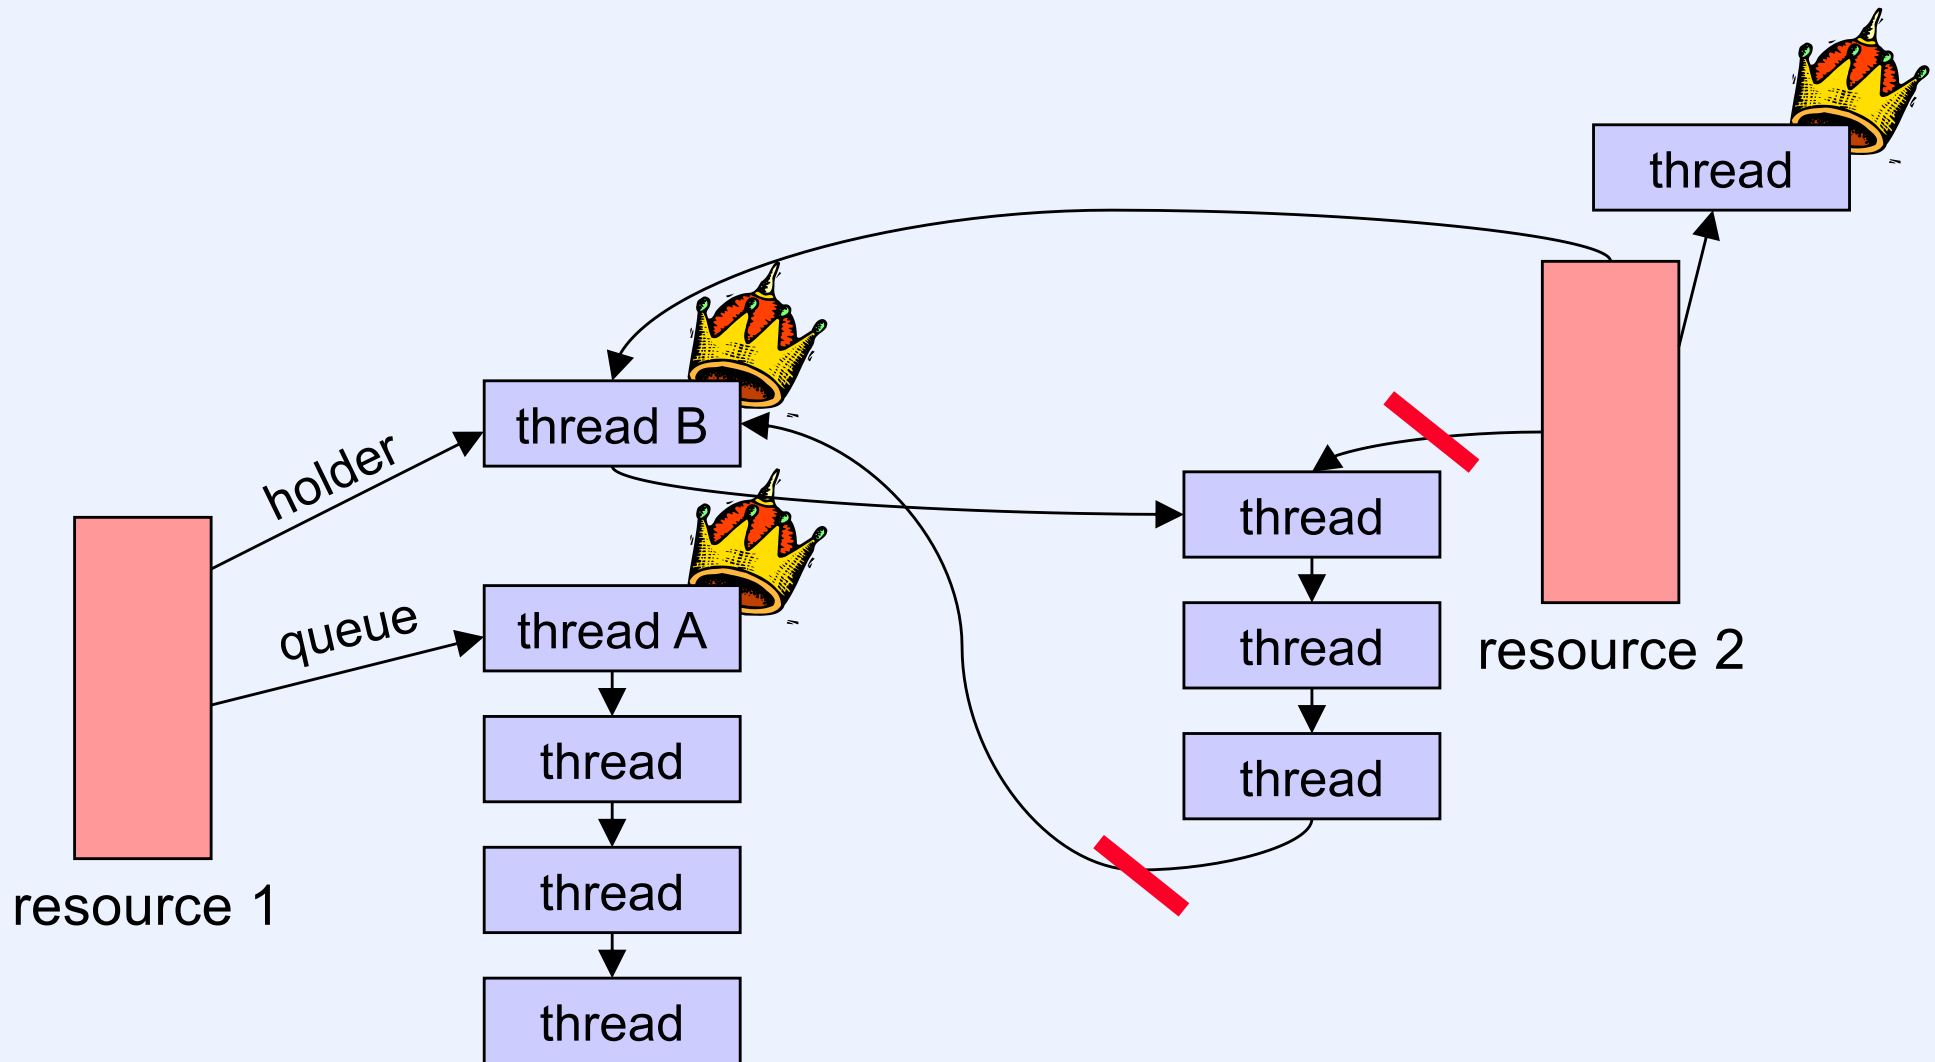 thread
thread B
holder
thread
queue
thread A
thread
resource 2
thread
thread
resource 1
thread
thread